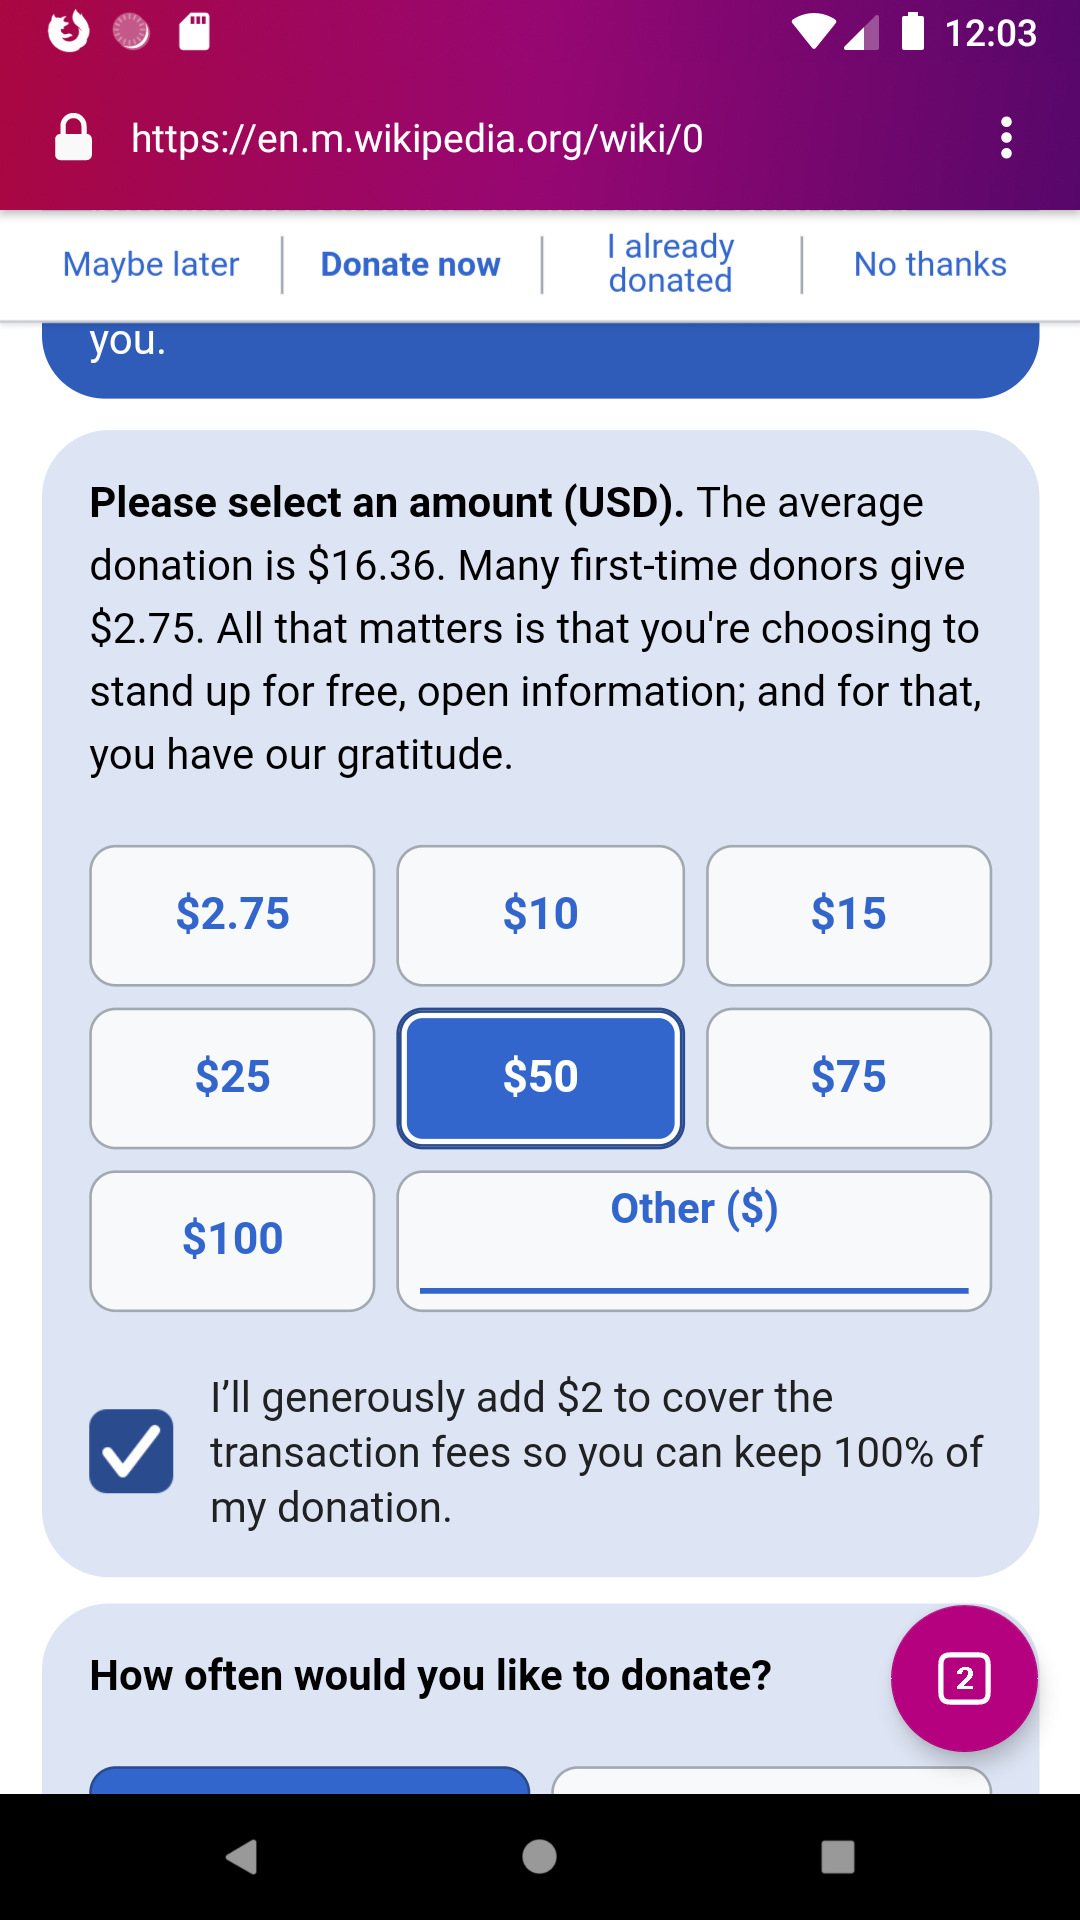 12:03
https://en.m.wikipedia.org/wiki/0
Maybe later
Donate now
I already
donated
No thanks
you.
Please select an amount (USD). The average
donation is $16.36. Many first-time donors give
$2.75. All that matters is that you're choosing to
stand up for free, open information; and for that,
you have our gratitude.
$2.75
$10
$15
$25
$50
$75
$100
Other ($)
I’ll generously add $2 to cover the
transaction fees so you can keep 100% of
my donation.
How often would you like to donate?
2